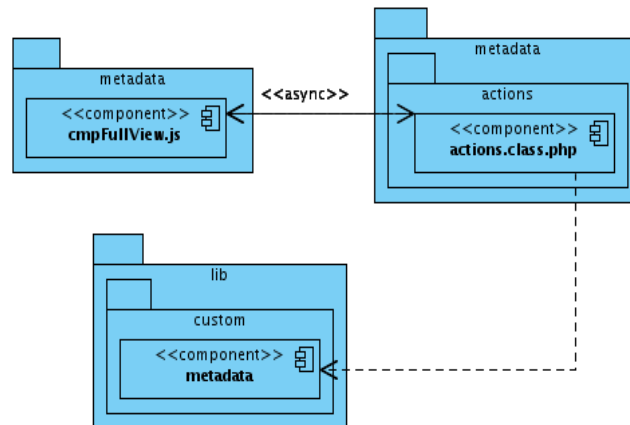 metadata
<<component>>
cmpFullView.js
<<async>>
metadata
actions
<<component>>
actions.class.php
lib
custom
<<component>>
metadata